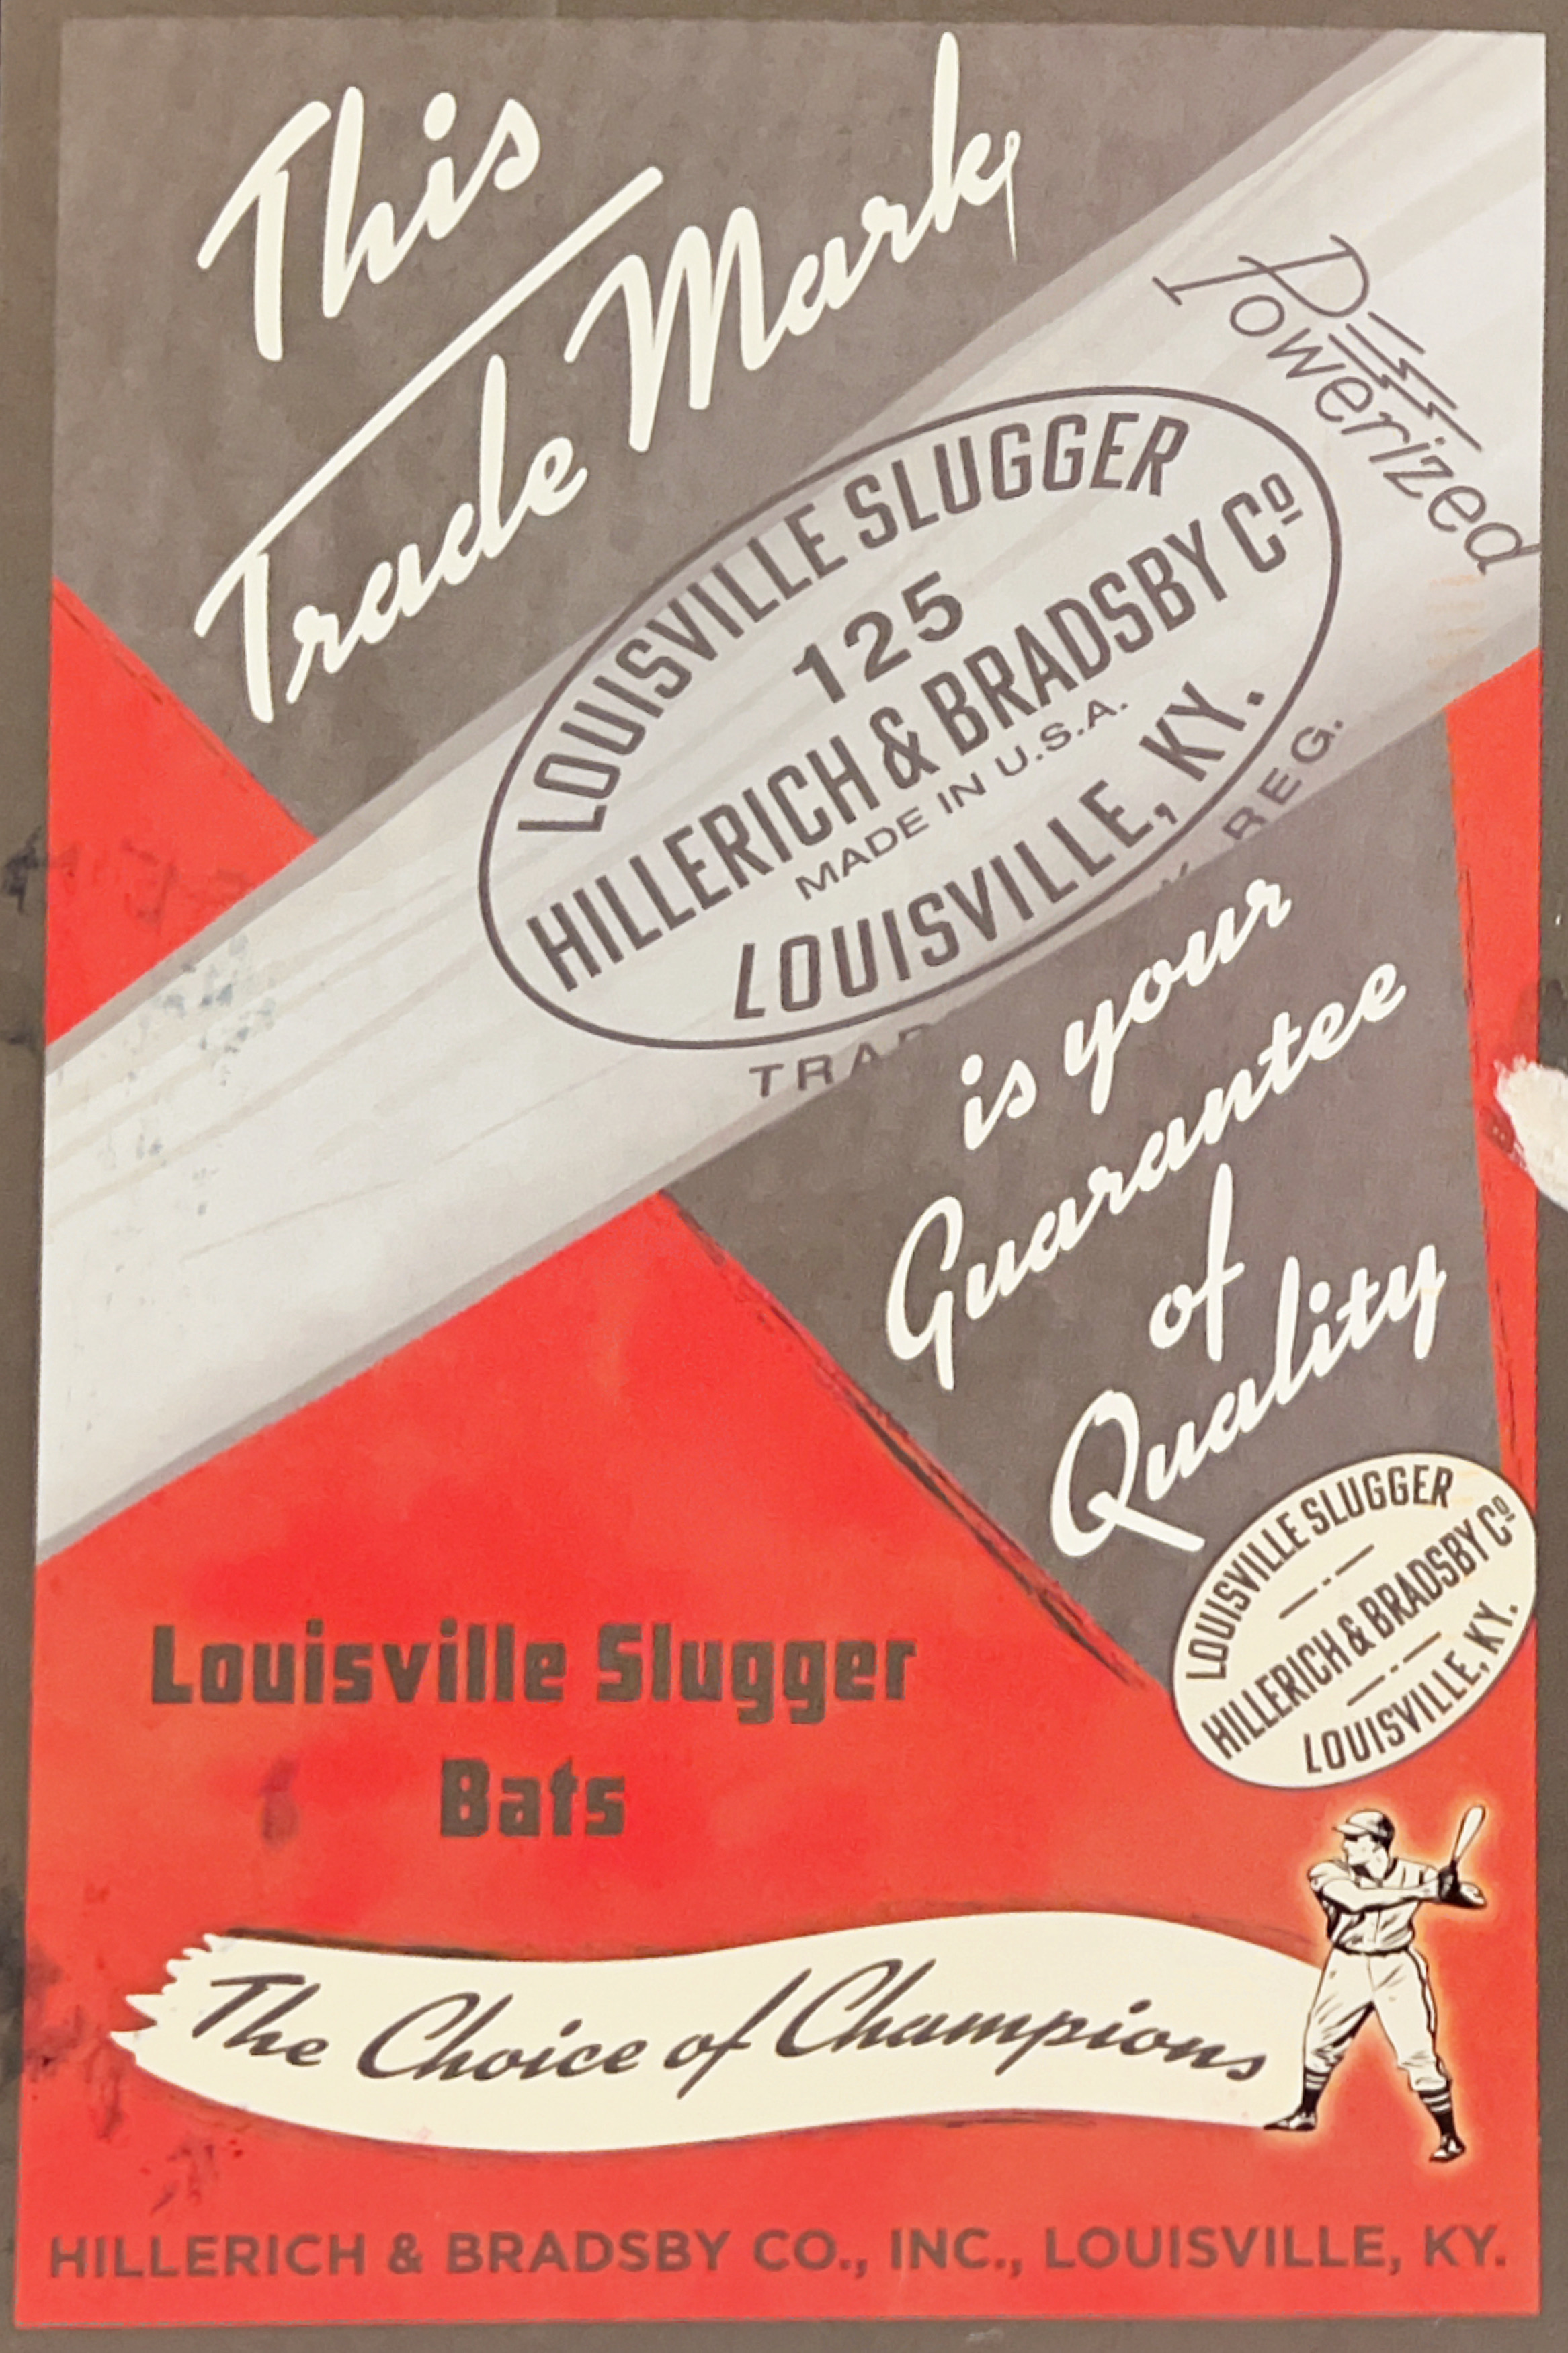 This
Trade Mark,
Powerized
LOUISVILLE SLUGGER
125
HILLERICH & BRADSBY Cº
MADE IN U.S.A.
LOUISVILLE, KY.
REG.
is your
Guarantee
of
Quality
LOUISVILLE SLUGGER
HILLERICH & BRADSBY Cº
LOUISVILLE, KY.
Louisville Slugger
Bats
The Choice of Champions
HILLERICH & BRADSBY CO., INC., LOUISVILLE, KY.